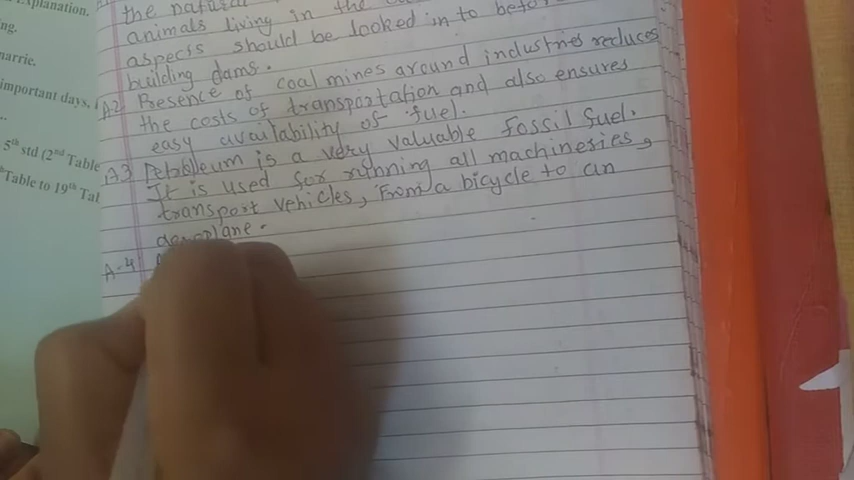 Explanation.
ng.
marrie.
important days,
5th std (2nd Table
Table to 19th Tal
the natural
animals living in the
aspects should be looked in to befor
building dams.
A2 Presence of coal mines around industries reduces
the costs of transportation and also ensures
easy availability of fuel.
A3 Petroleum is a very valuable fossil fuel.
It is used for running all machineries,
transport vehicles, From a bicycle to an
aeroplane.
A-4